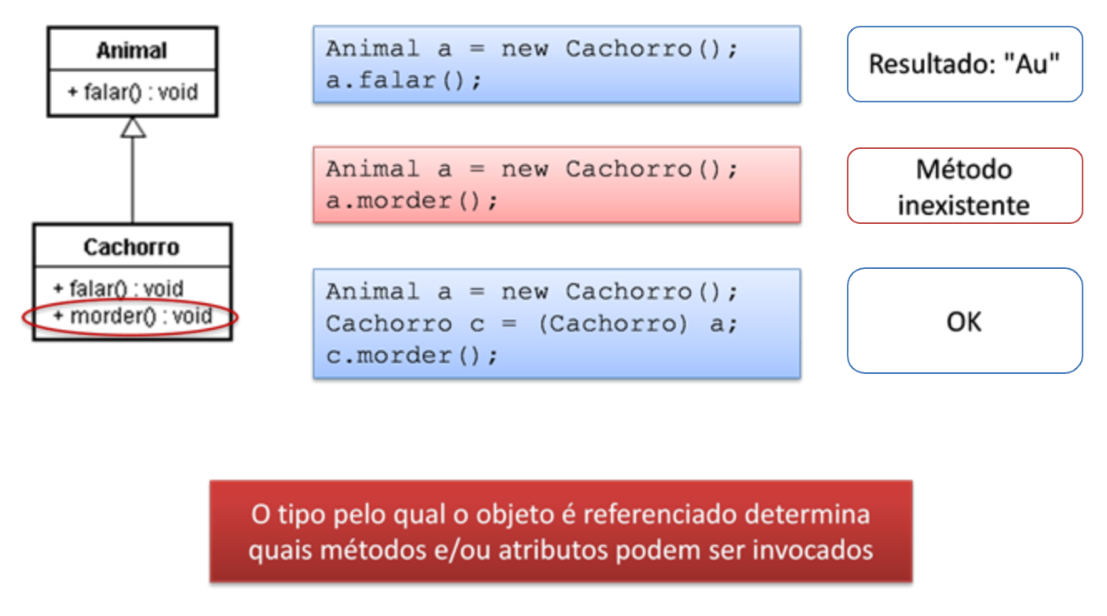 Animal
+ falar() : void
Cachorro
+ falar() : void
+ morder() : void
Animal a = new Cachorro();
a.falar();
Resultado: "Au"
Animal a = new Cachorro();
a.morder();
Método
inexistente
Animal a = new Cachorro();
Cachorro c = (Cachorro) a;
c.morder();
OK
O tipo pelo qual o objeto é referenciado determina
quais métodos e/ou atributos podem ser invocados